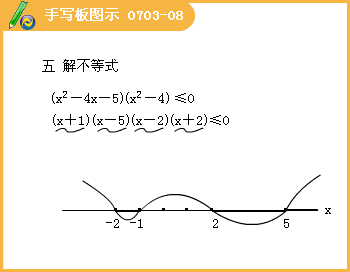 手写板图示 0703-08
五 解不等式
(x²－4x－5)(x²－4)≤0
(x＋1)(x－5)(x－2)(x＋2)≤0
-2 -1 2 5 x